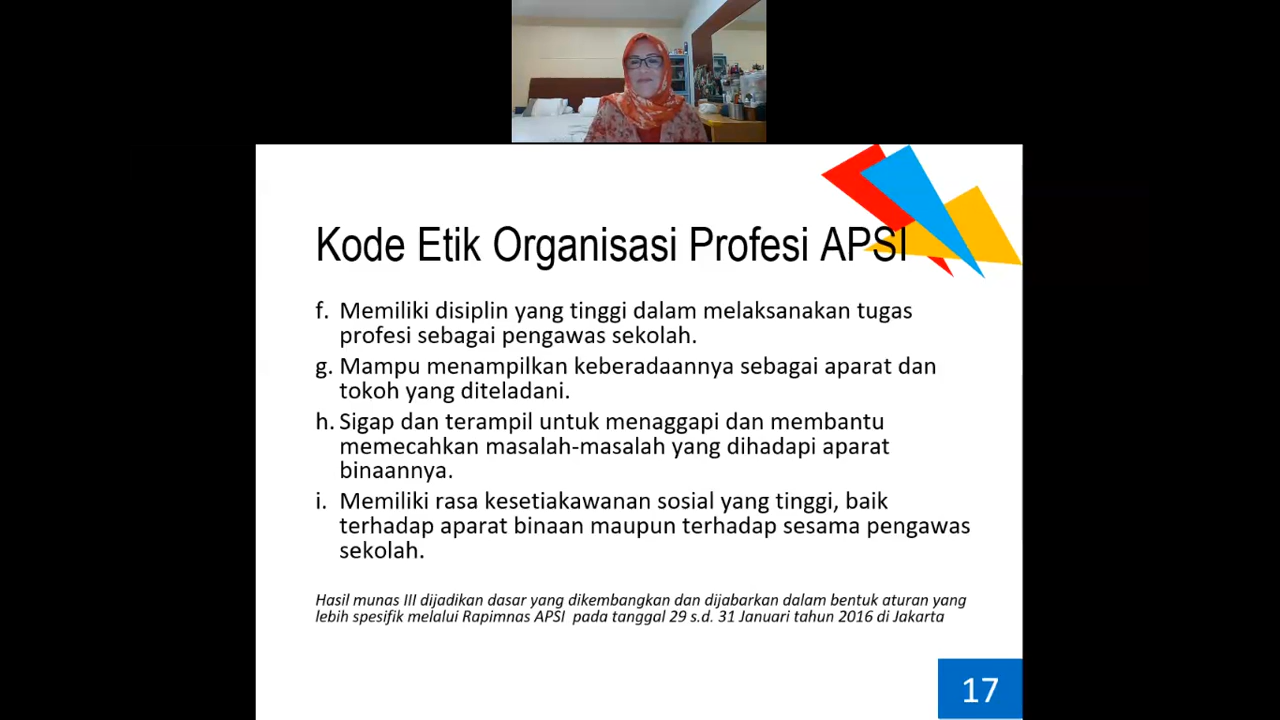 Kode Etik Organisasi Profesi APSI
f. Memiliki disiplin yang tinggi dalam melaksanakan tugas
profesi sebagai pengawas sekolah.
g. Mampu menampilkan keberadaannya sebagai aparat dan
tokoh yang diteladani.
h. Sigap dan terampil untuk menaggapi dan membantu
memecahkan masalah-masalah yang dihadapi aparat
binaannya.
i. Memiliki rasa kesetiakawanan sosial yang tinggi, baik
terhadap aparat binaan maupun terhadap sesama pengawas
sekolah.
Hasil munas III dijadikan dasar yang dikembangkan dan dijabarkan dalam bentuk aturan yang
lebih spesifik melalui Rapimnas APSI pada tanggal 29 s.d. 31 Januari tahun 2016 di Jakarta
17